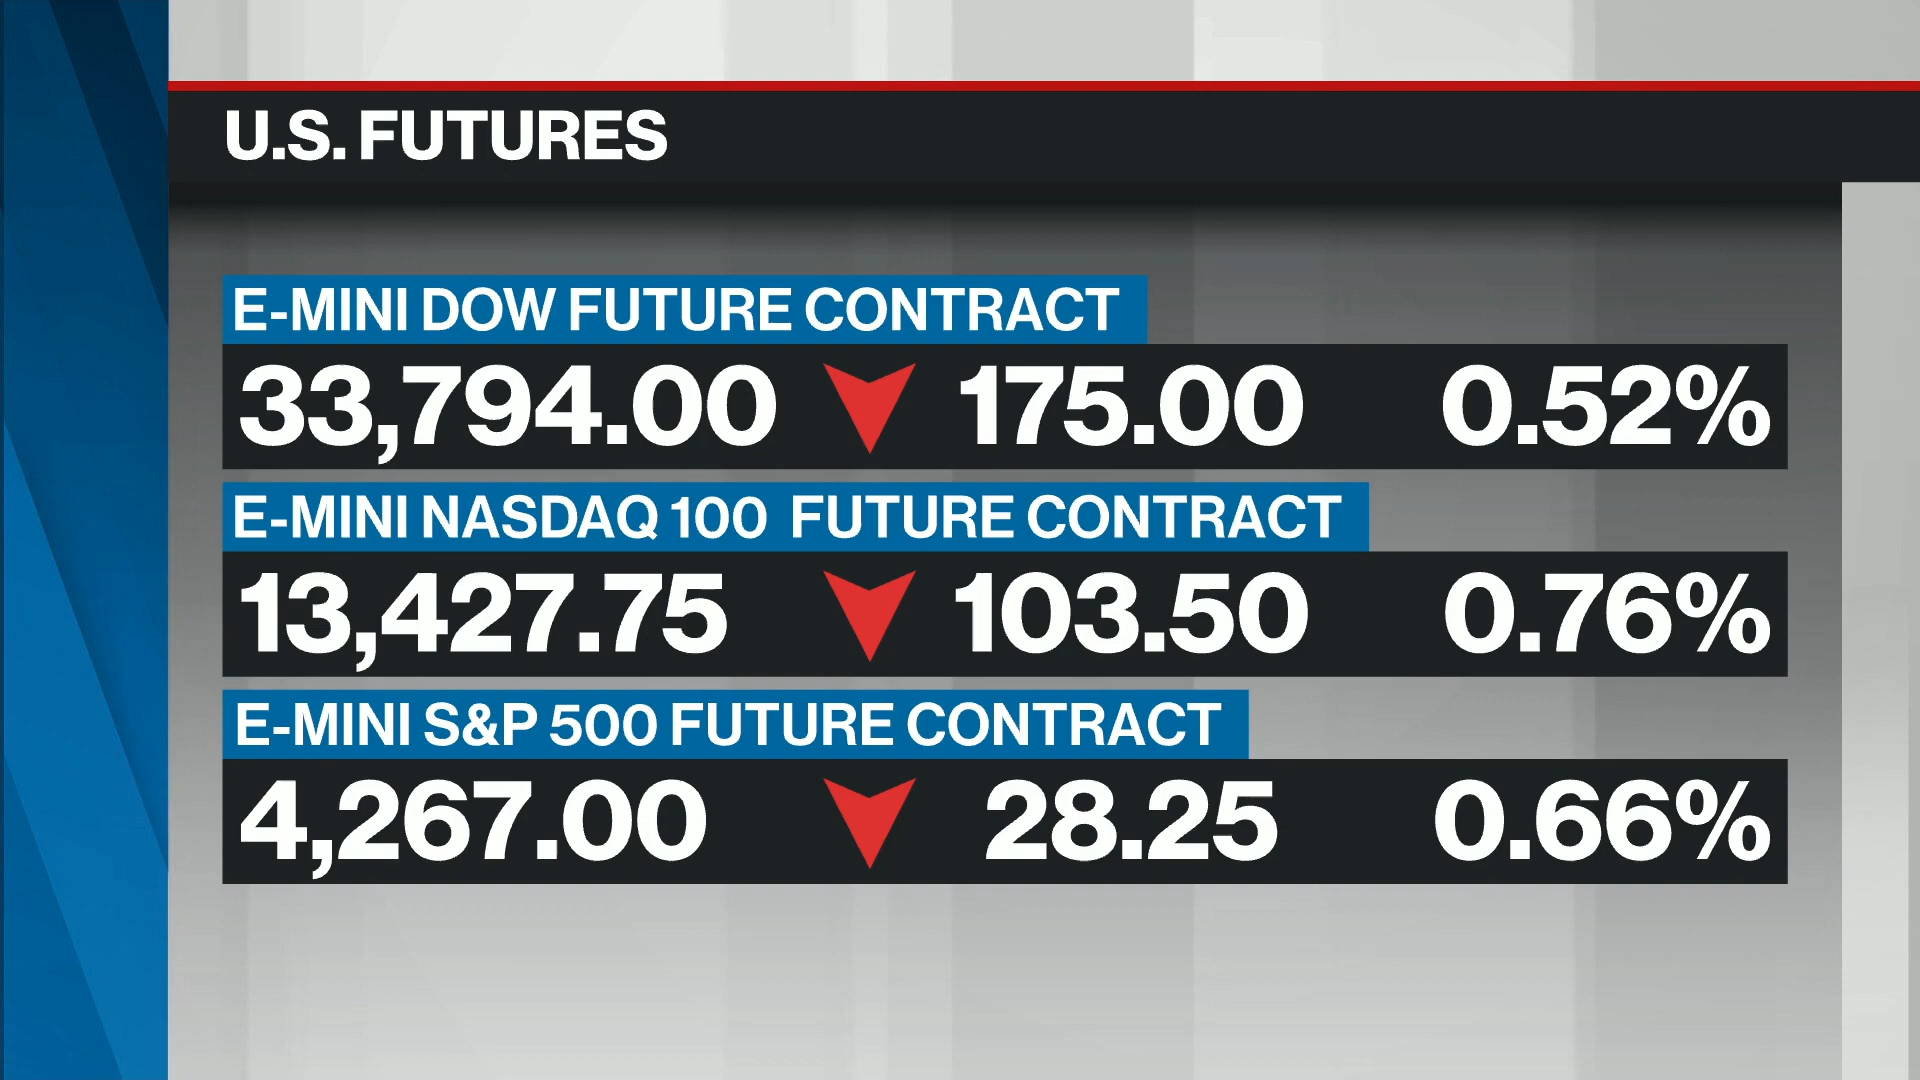 U.S. FUTURES
E-MINI DOW FUTURE CONTRACT
33,794.00 175.00 0.52%
E-MINI NASDAQ 100 FUTURE CONTRACT
13,427.75 103.50 0.76%
E-MINI S&P 500 FUTURE CONTRACT
4,267.00 28.25 0.66%